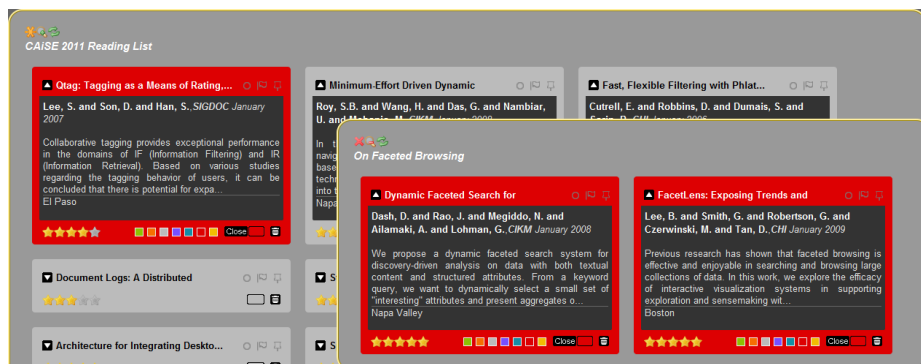 CAiSE 2011 Reading List
Qtag: Tagging as a Means of Rating,...
Lee, S. and Son, D. and Han, S.,SIGDOC January
2007
Collaborative tagging provides exceptional performance
in the domains of IF (Information Filtering) and IR
(Information Retrieval). Based on various studies
regarding the tagging behavior of users, it can be
concluded that there is potential for expa...
El Paso
Close
Minimum-Effort Driven Dynamic
Roy, S.B. and Wang, H. and Das, G. and Nambiar,
U. and
In
base
into
Napa
Fast, Flexible Filtering with Phlat...
Cutrell, E. and Robbins, D. and Dumais, S. and
Document Logs: A Distributed
Architecture for Integrating Deskto...
S
On Faceted Browsing
Dynamic Faceted Search for
Dash, D. and Rao, J. and Megiddo, N. and
Ailamaki, A. and Lohman, G.,CIKM January 2008
We propose a dynamic faceted search system for
discovery-driven analysis on data with both textual
content and structured attributes. From a keyword
query, we want to dynamically select a small set of
"interesting" attributes and present aggregates o...
Napa Valley
Close
FacetLens: Exposing Trends and
Lee, B. and Smith, G. and Robertson, G. and
Czerwinski, M. and Tan, D.,CHI January 2009
Previous research has shown that faceted browsing is
effective and enjoyable in searching and browsing large
collections of data. In this work, we explore the efficacy
of interactive visualization systems in supporting
exploration and sensemaking wit...
Boston
Close